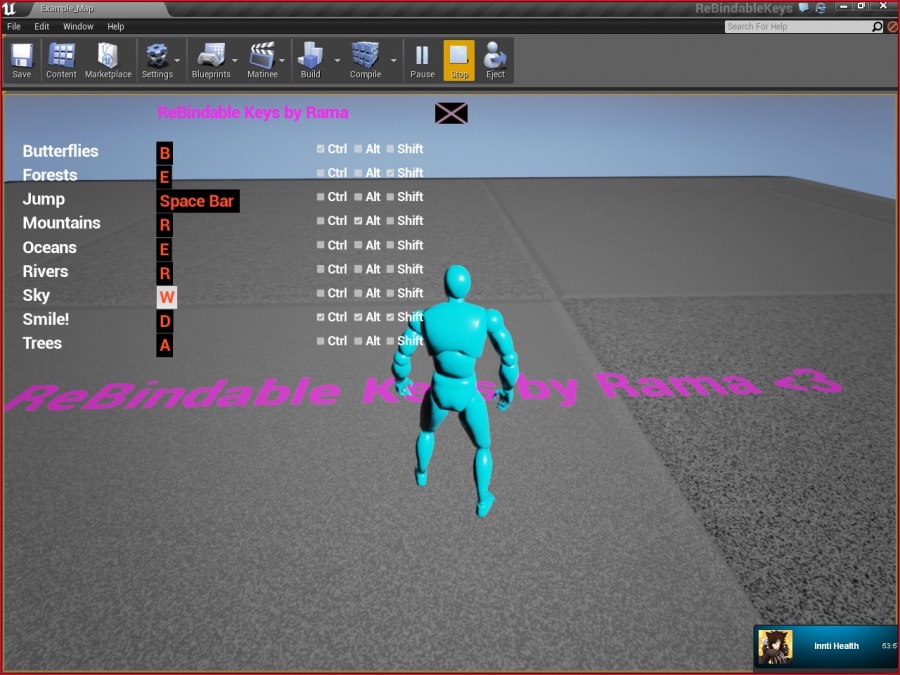 Example_Map
ReBindableKeys
File Edit Window Help
Search For Help
Save Content Marketplace Settings Blueprints Matinee Build Compile Pause Stop Eject
ReBindable Keys by Rama
Butterflies B Ctrl Alt Shift
Forests E Ctrl Alt Shift
Jump Space Bar Ctrl Alt Shift
Mountains R Ctrl Alt Shift
Oceans E Ctrl Alt Shift
Rivers R Ctrl Alt Shift
Sky W Ctrl Alt Shift
Smile! D Ctrl Alt Shift
Trees A Ctrl Alt Shift
ReBindable Keys by Rama <3
Innti Health